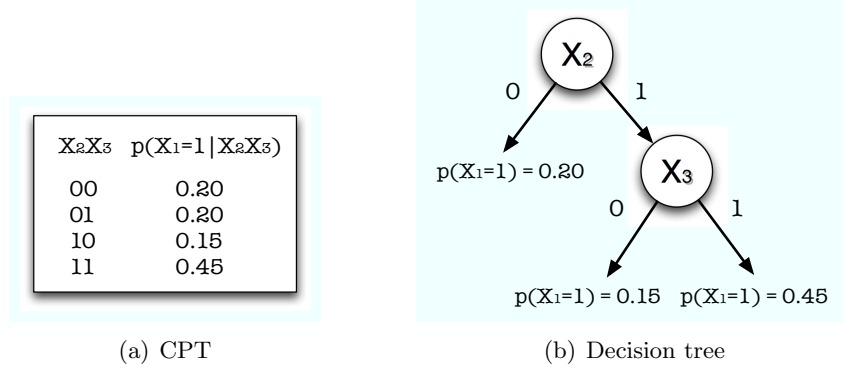 X₂X₃ p(X₁=1|X₂X₃)
00 0.20
01 0.20
10 0.15
11 0.45
(a) CPT
X₂
0 1
p(X₁=1) = 0.20
X₃
0 1
p(X₁=1) = 0.15 p(X₁=1) = 0.45
(b) Decision tree